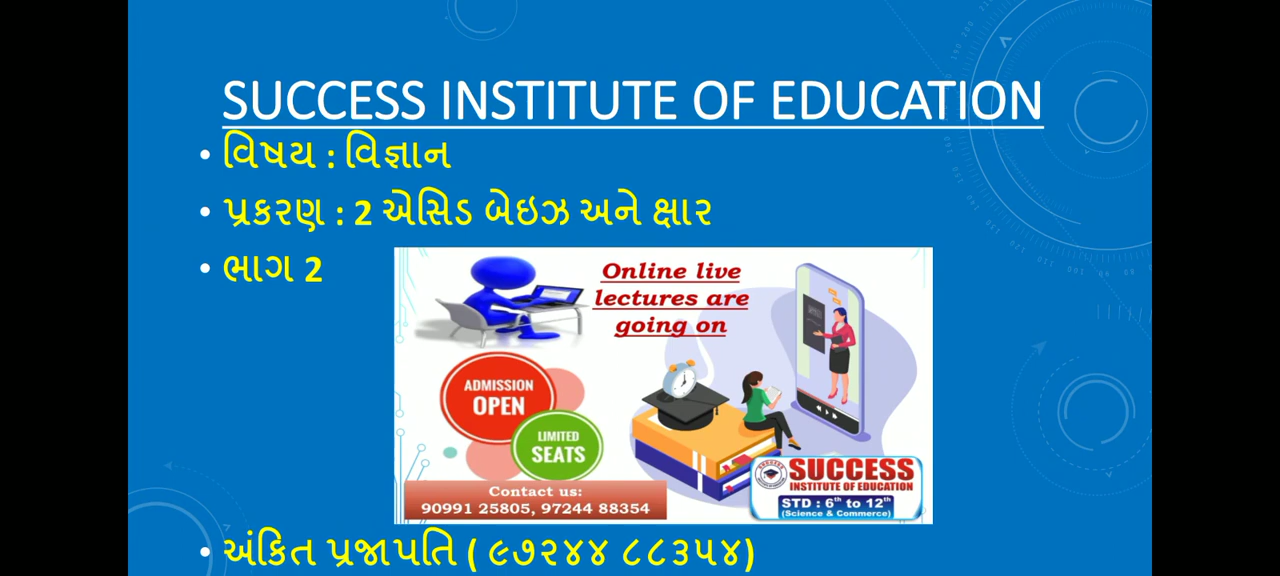 SUCCESS INSTITUTE OF EDUCATION
• વિષય : વિજ્ઞાન
• પ્રકરણ : 2 એસિડ બેઇઝ અને ક્ષાર
• ભાગ 2
Online live
lectures are
going on
ADMISSION
OPEN
LIMITED
SEATS
Contact us:
90991 25805, 97244 88354
SUCCESS
INSTITUTE OF EDUCATION
STD : 6th to 12th
(Science & Commerce)
• અંકિત પ્રજાપતિ ( ૯૭૨૪૪ ૮૮૩૫૪)